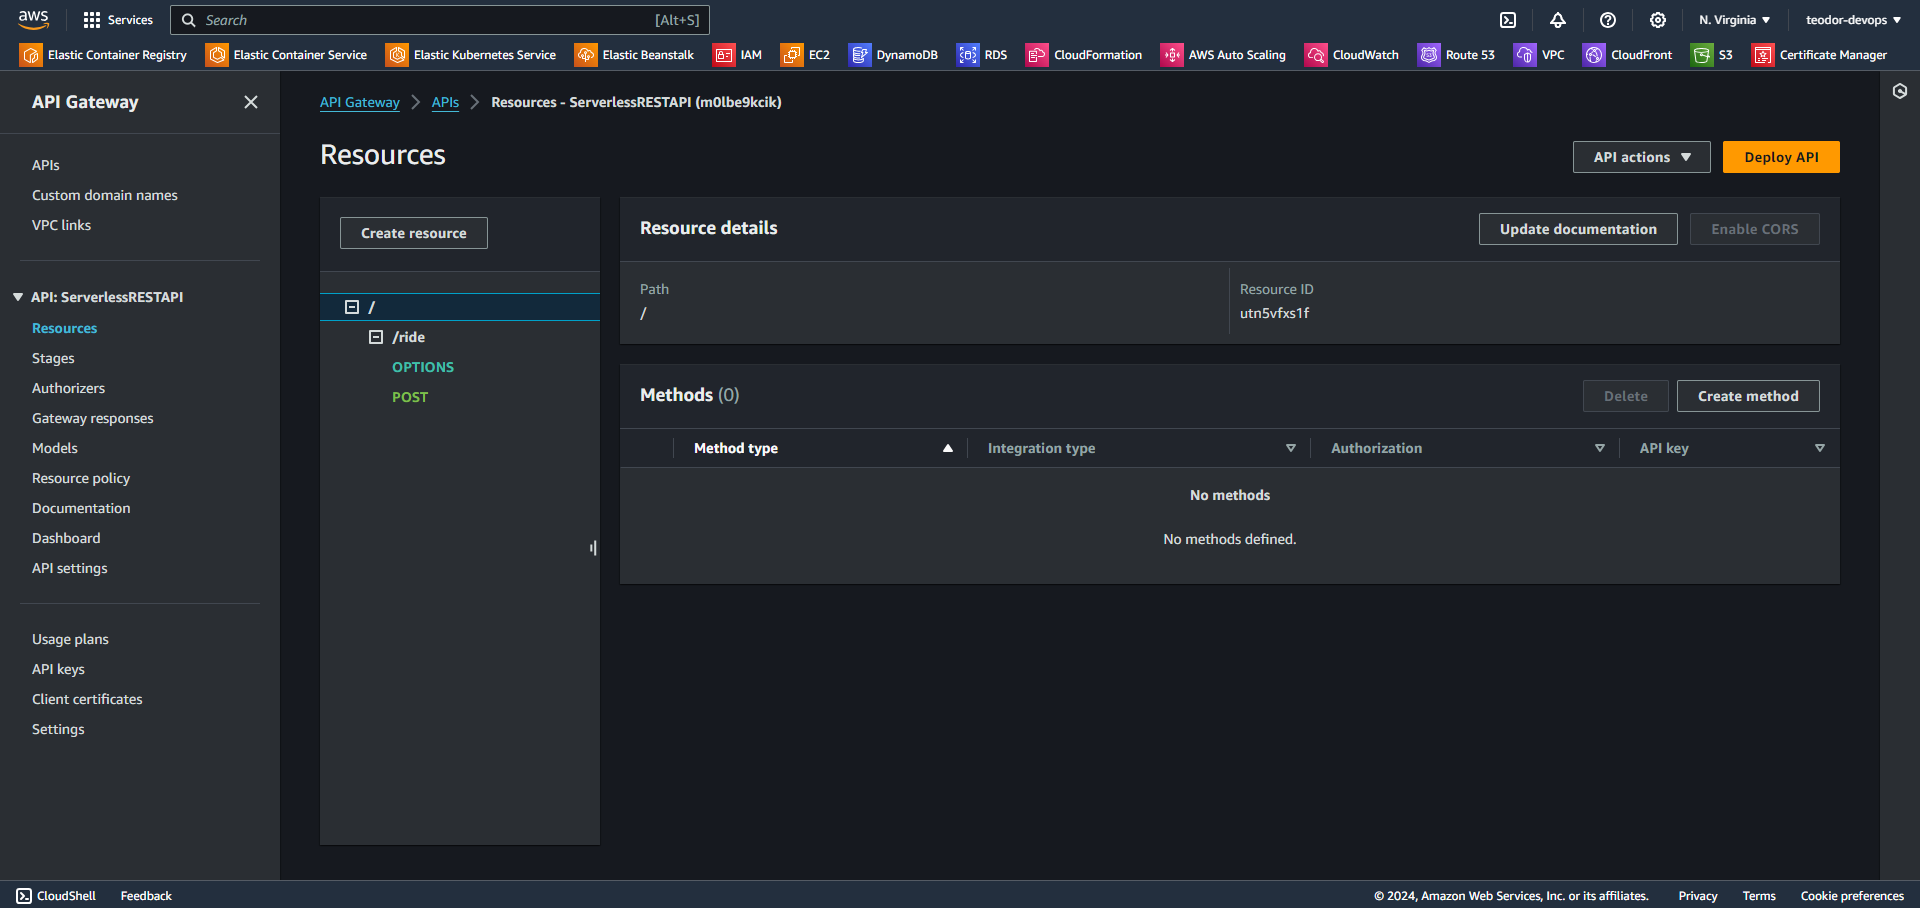 aws
Services
Search
[Alt+S]
N. Virginia
teodor-devops
Elastic Container Registry
Elastic Container Service
Elastic Kubernetes Service
Elastic Beanstalk
IAM
EC2
DynamoDB
RDS
CloudFormation
AWS Auto Scaling
CloudWatch
Route 53
VPC
CloudFront
S3
Certificate Manager
API Gateway
APIs
Custom domain names
VPC links
API: ServerlessRESTAPI
Resources
Stages
Authorizers
Gateway responses
Models
Resource policy
Documentation
Dashboard
API settings
Usage plans
API keys
Client certificates
Settings
API Gateway
APIs
Resources - ServerlessRESTAPI (m0lbe9kcik)
Resources
API actions
Deploy API
Create resource
/
/ride
OPTIONS
POST
Resource details
Update documentation
Enable CORS
Path
/
Resource ID
utn5vfxs1f
Methods (0)
Delete
Create method
Method type
Integration type
Authorization
API key
No methods
No methods defined.
CloudShell
Feedback
© 2024, Amazon Web Services, Inc. or its affiliates.
Privacy
Terms
Cookie preferences